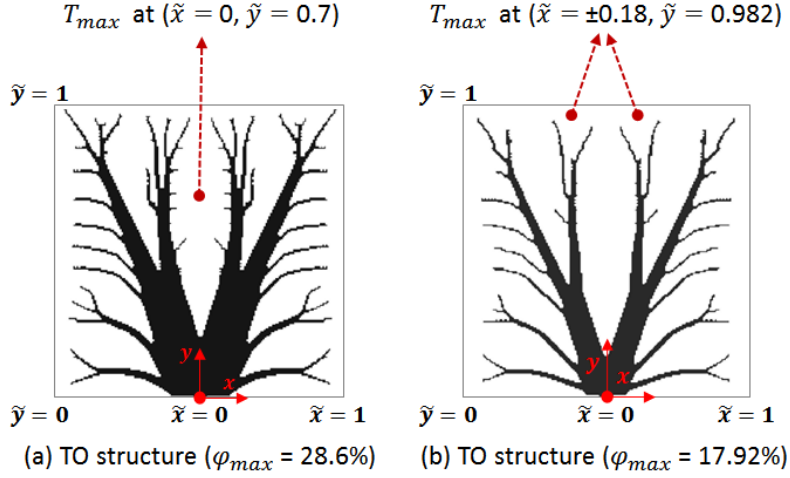 T_max at (x̃ = 0, ỹ = 0.7)
T_max at (x̃ = ±0.18, ỹ = 0.982)
ỹ = 1
ỹ = 1
y
x
y
x
ỹ = 0
x̃ = 0
x̃ = 1
ỹ = 0
x̃ = 0
x̃ = 1
(a) TO structure (φ_max = 28.6%)
(b) TO structure (φ_max = 17.92%)